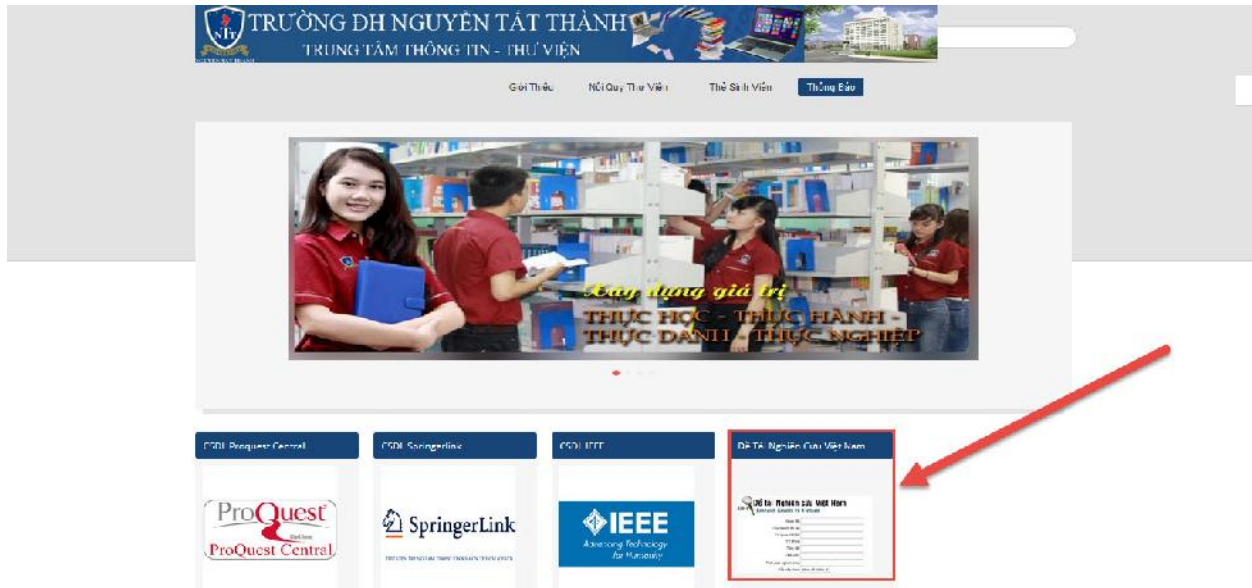 TRƯỜNG ĐH NGUYỄN TẤT THÀNH
TRUNG TÂM THÔNG TIN - THƯ VIỆN
NTT
Giới Thiệu Nội Quy Thư Viện Thẻ Sinh Viên Thông Báo
Xây dựng giá trị
THỰC HỌC - THỰC HÀNH -
THỰC DANH - THỰC NGHIỆP
CSDL Proquest Central CSDL Springerlink CSDL IEEE Đề Tài Nghiên Cứu Việt Nam
ProQuest
ProQuest Central
SpringerLink
IEEE
Advancing Technology
for Humanity
Đề tài Nghiên cứu Việt Nam